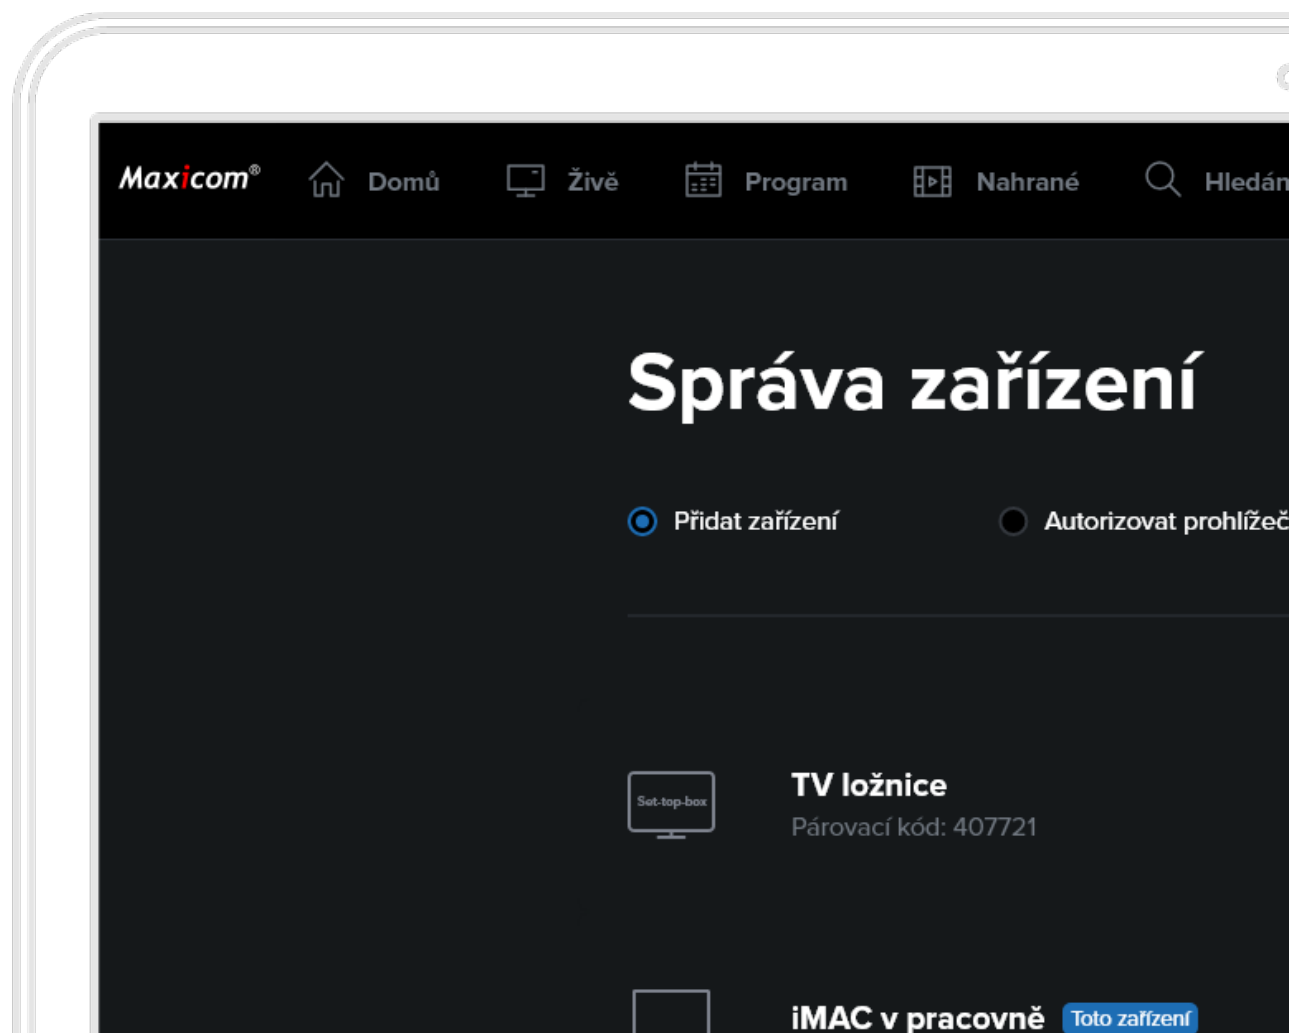 Maxicom® Domů Živě Program Nahrané Hledán
Správa zařízení
Přidat zařízení Autorizovat prohlížeč
Set-top-box
TV ložnice
Párovací kód: 407721
iMAC v pracovně Toto zařízení